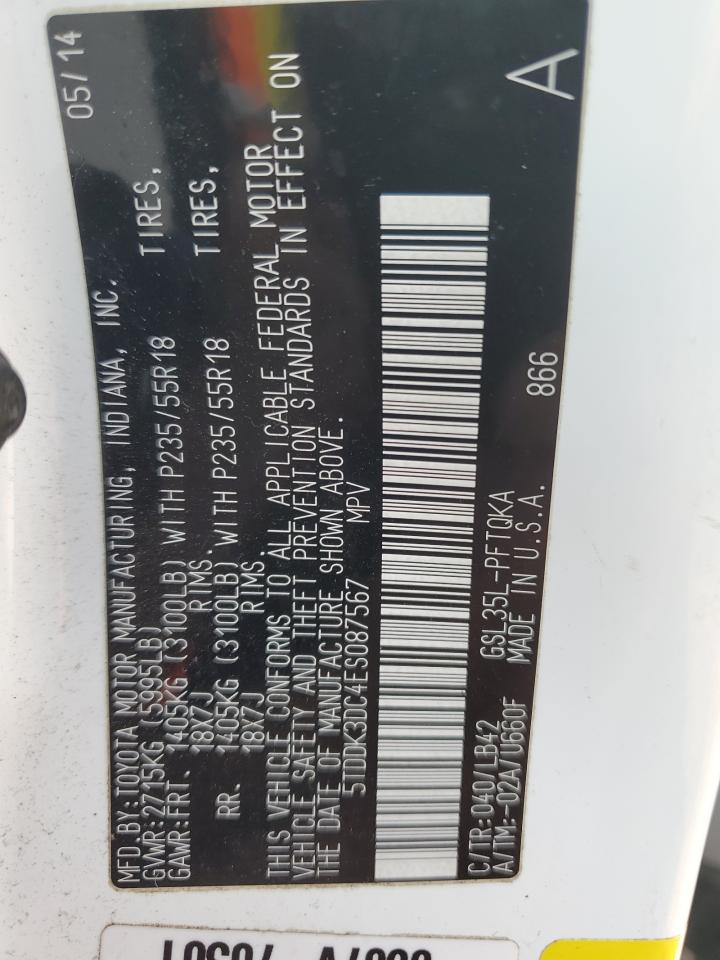 MFD.BY:TOYOTA MOTOR MANUFACTURING, INDIANA, INC. 05/14
GVWR:2715KG (5995LB)
GAWR:FRT. 1405KG (3100LB) WITH P235/55R18 TIRES,
18X7J RIMS.
RR. 1405KG (3100LB) WITH P235/55R18 TIRES,
18X7J RIMS.
THIS VEHICLE CONFORMS TO ALL APPLICABLE FEDERAL MOTOR
VEHICLE SAFETY AND THEFT PREVENTION STANDARDS IN EFFECT ON
THE DATE OF MANUFACTURE SHOWN ABOVE.
5TDDK3DC4ES087567 MPV
A
C/TR:040/LB42 GSL35L-PFTQKA 866
A/TM:-02A/U660F MADE IN U.S.A.